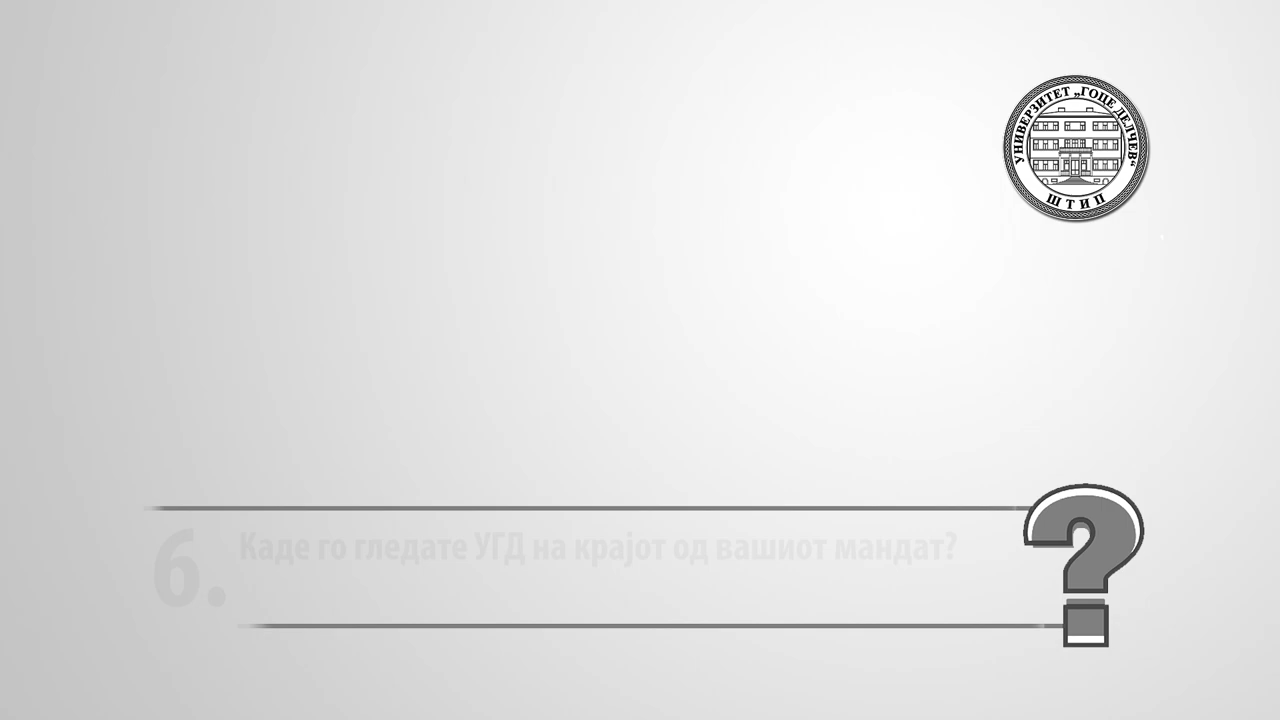 УНИВЕРЗИТЕТ „ГОЦЕ ДЕЛЧЕВ“
ШТИП
6. Каде го гледате УГД на крајот од вашиот мандат?
?